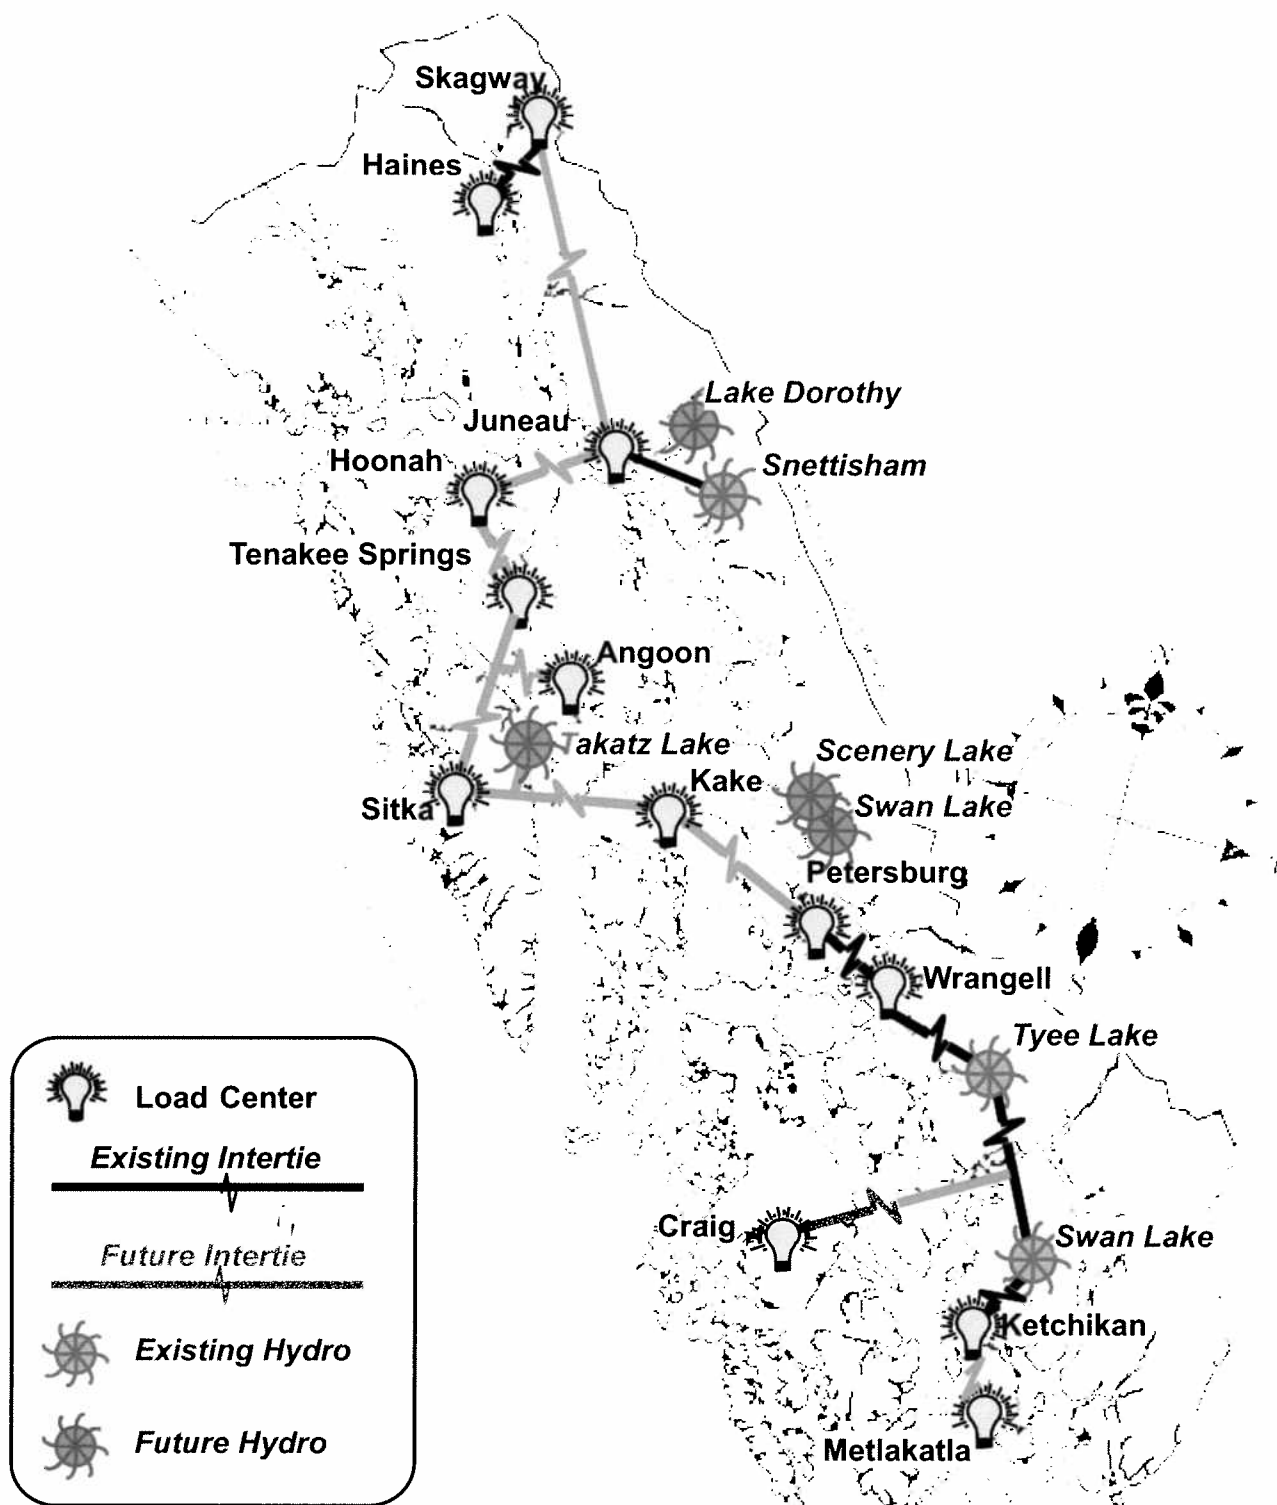 Skagway
Haines
Lake Dorothy
Juneau
Hoonah
Snettisham
Tenakee Springs
Angoon
Takatz Lake
Scenery Lake
Kake
Sitka
Swan Lake
Petersburg
Wrangell
Tyee Lake
Craig
Swan Lake
Ketchikan
Metlakatla
Load Center
Existing Intertie
Future Intertie
Existing Hydro
Future Hydro